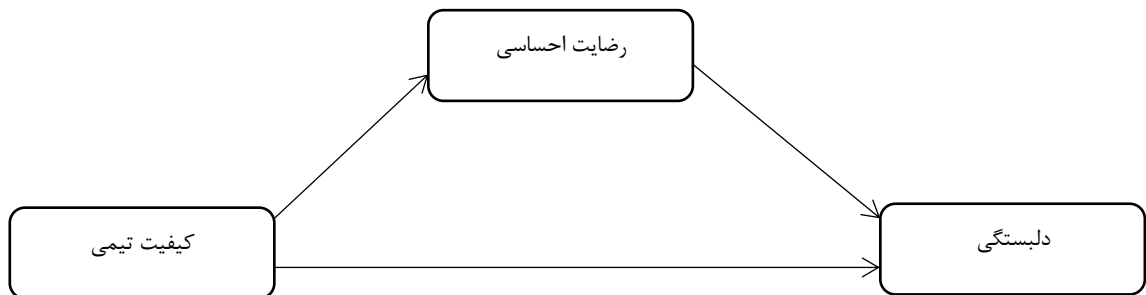 رضایت احساسی
کیفیت تیمی
دلبستگی